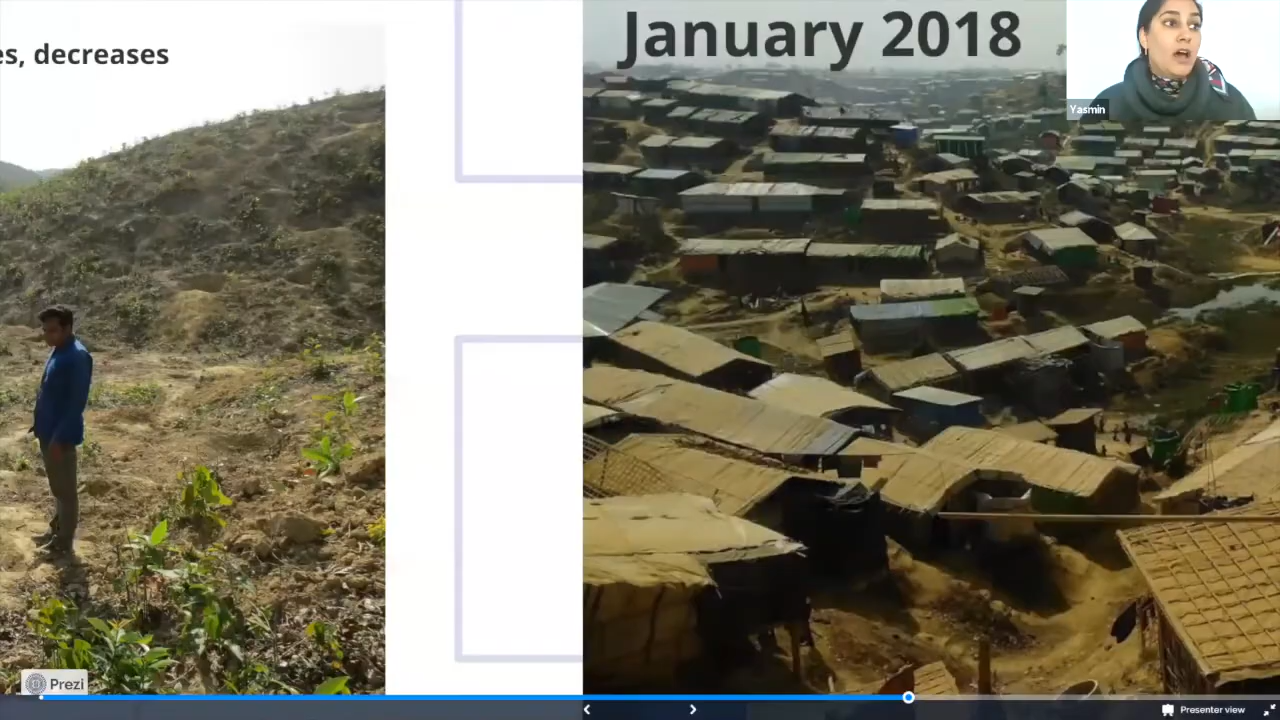 es, decreases
January 2018
Yasmin
Prezi
Presenter view